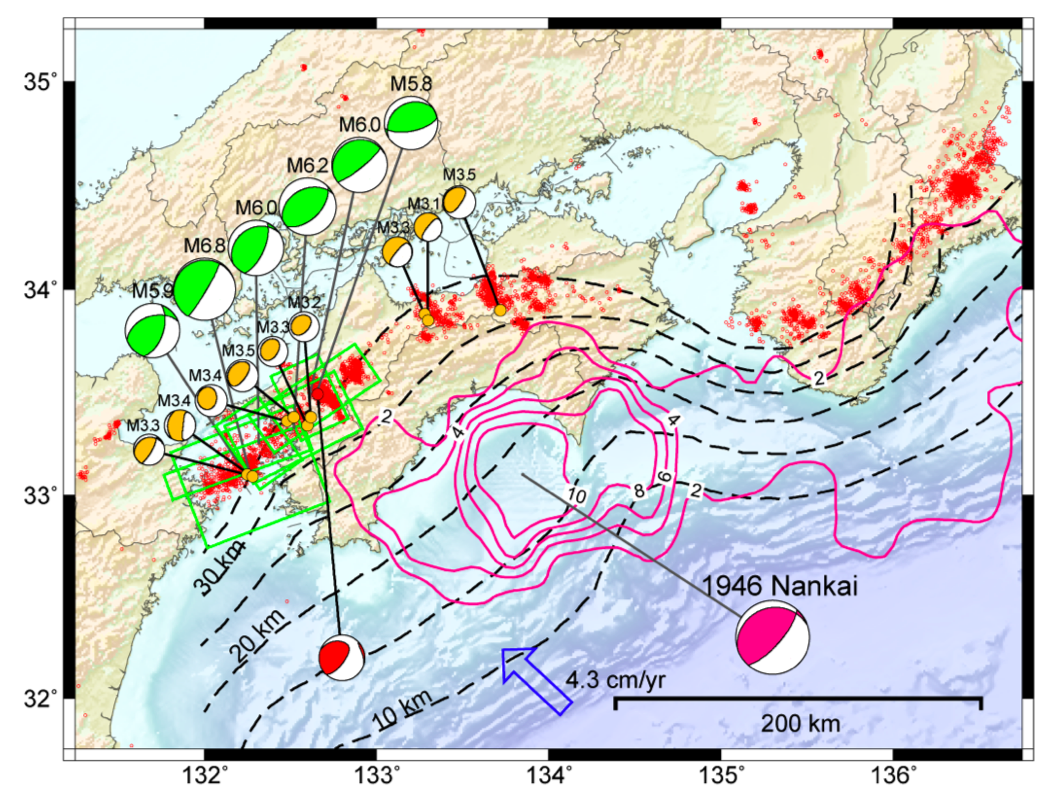 35°
34°
33°
32°
132°
133°
134°
135°
136°
M5.8
M6.0
M6.2
M6.0
M6.8
M5.9
M3.5
M3.1
M3.3
M3.2
M3.3
M3.5
M3.4
M3.4
M3.3
2
4
4
2
6
8
2
10
30 km
20 km
10 km
1946 Nankai
4.3 cm/yr
200 km